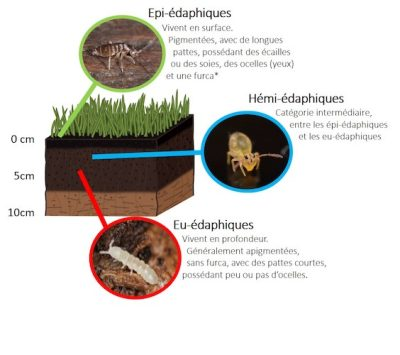 Epi-édaphiques
Vivent en surface.
Pigmentées, avec de longues
pattes, possédant des écailles
ou des soies, des ocelles (yeux)
et une furca*
Hémi-édaphiques
Catégorie intermédiaire,
entre les épi-édaphiques
et les eu-édaphiques
0 cm
5cm
10cm
Eu-édaphiques
Vivent en profondeur.
Généralement apigmentées,
sans furca, avec des pattes courtes,
possédant peu ou pas d'ocelles.